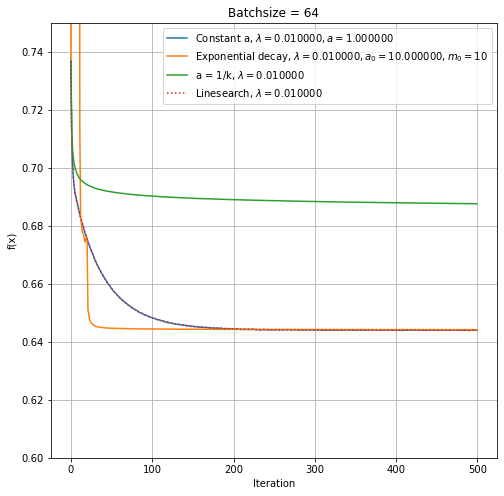 Batchsize = 64
Constant a, λ = 0.010000, a = 1.000000
Exponential decay, λ = 0.010000, a₀ = 10.000000, m₀ = 10
a = 1/k, λ = 0.010000
Linesearch, λ = 0.010000
0.74
0.72
0.70
0.68
0.66
0.64
0.62
0.60
f(x)
0 100 200 300 400 500
Iteration